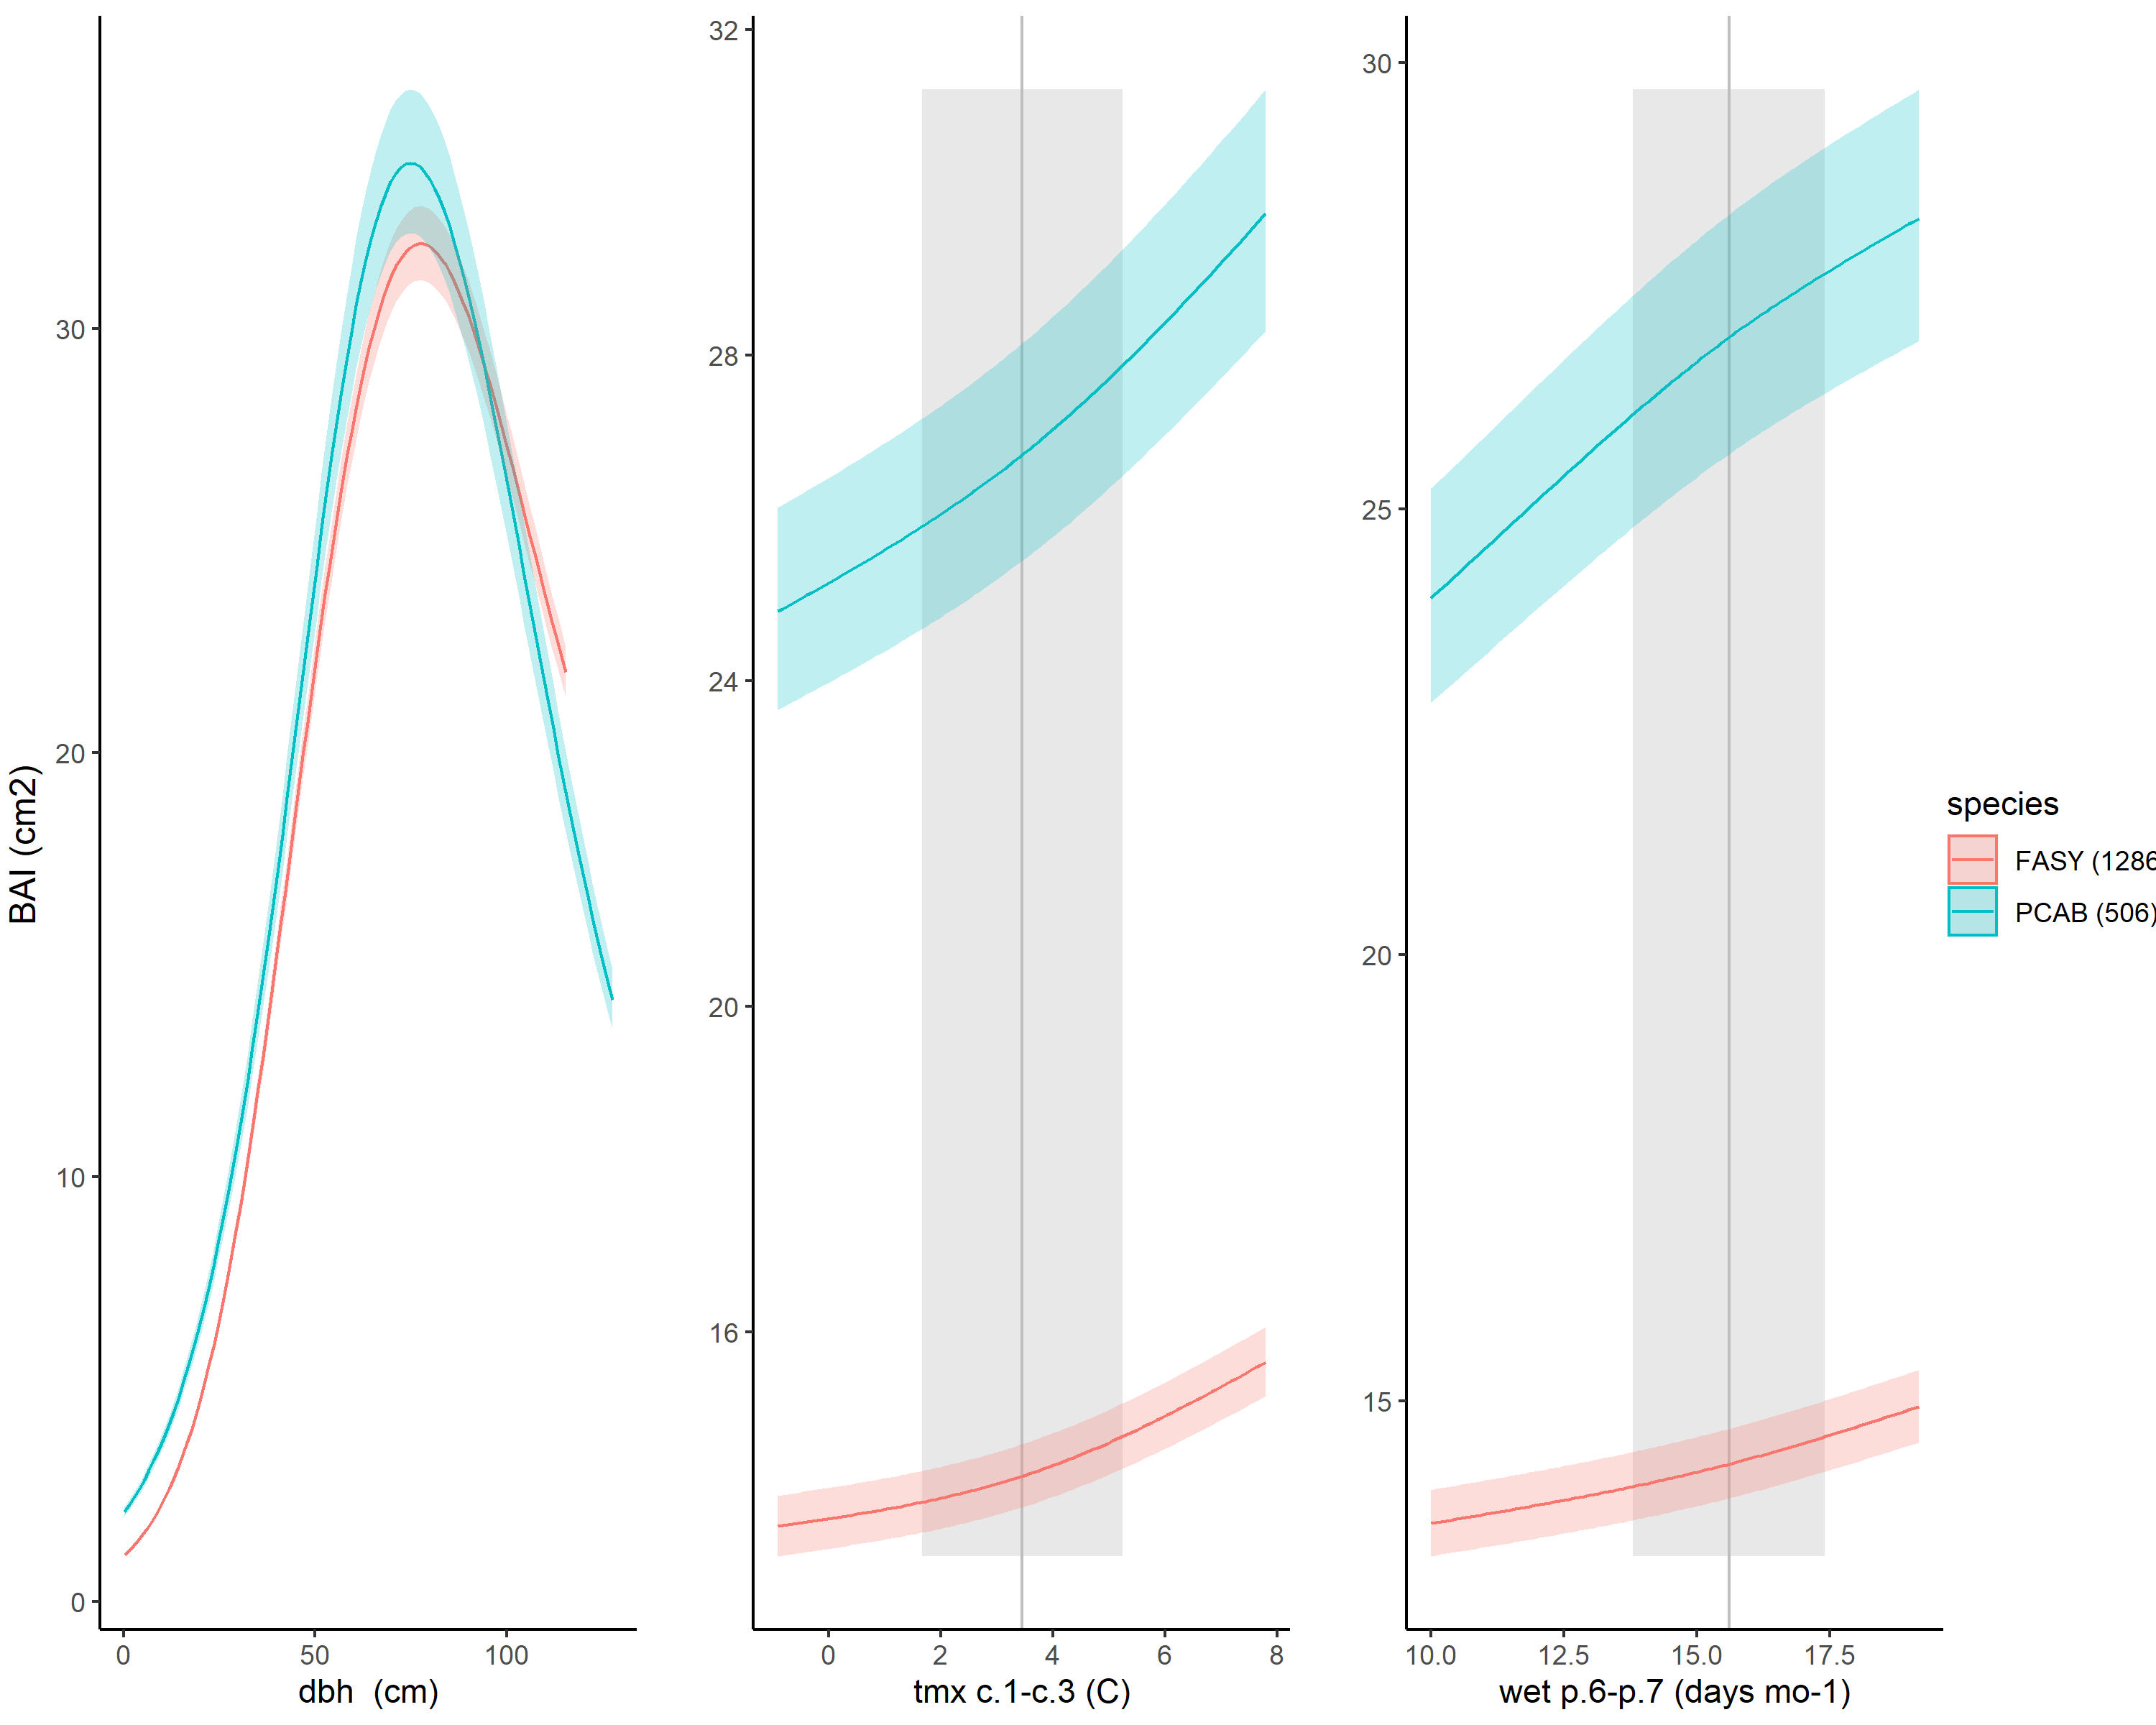 BAI (cm2)
30
20
10
0
0 50 100
dbh (cm)
32
28
24
20
16
0 2 4 6 8
tmx c.1-c.3 (C)
30
25
20
15
10.0 12.5 15.0 17.5
wet p.6-p.7 (days mo-1)
species
FASY (1286
PCAB (506)